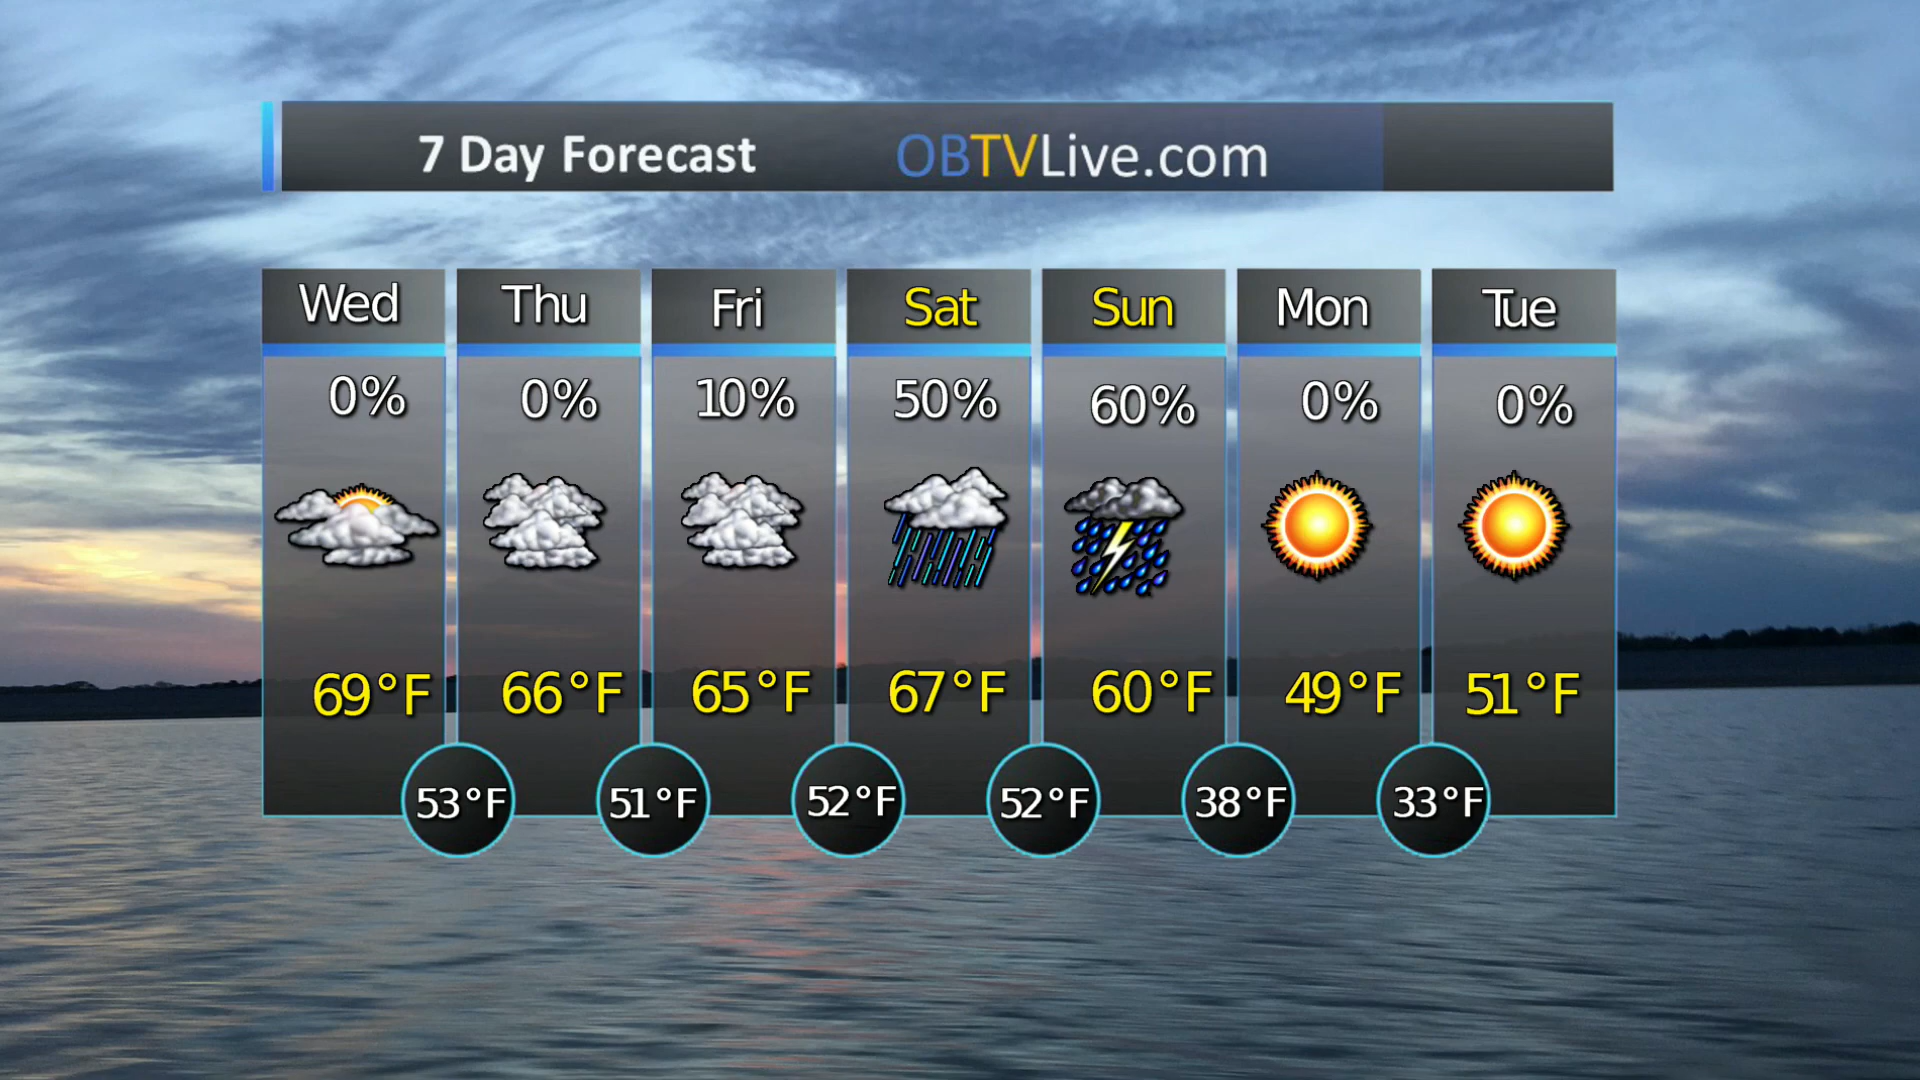 7 Day Forecast OBTVLive.com
Wed Thu Fri Sat Sun Mon Tue
0% 0% 10% 50% 60% 0% 0%
69°F 66°F 65°F 67°F 60°F 49°F 51°F
53°F 51°F 52°F 52°F 38°F 33°F